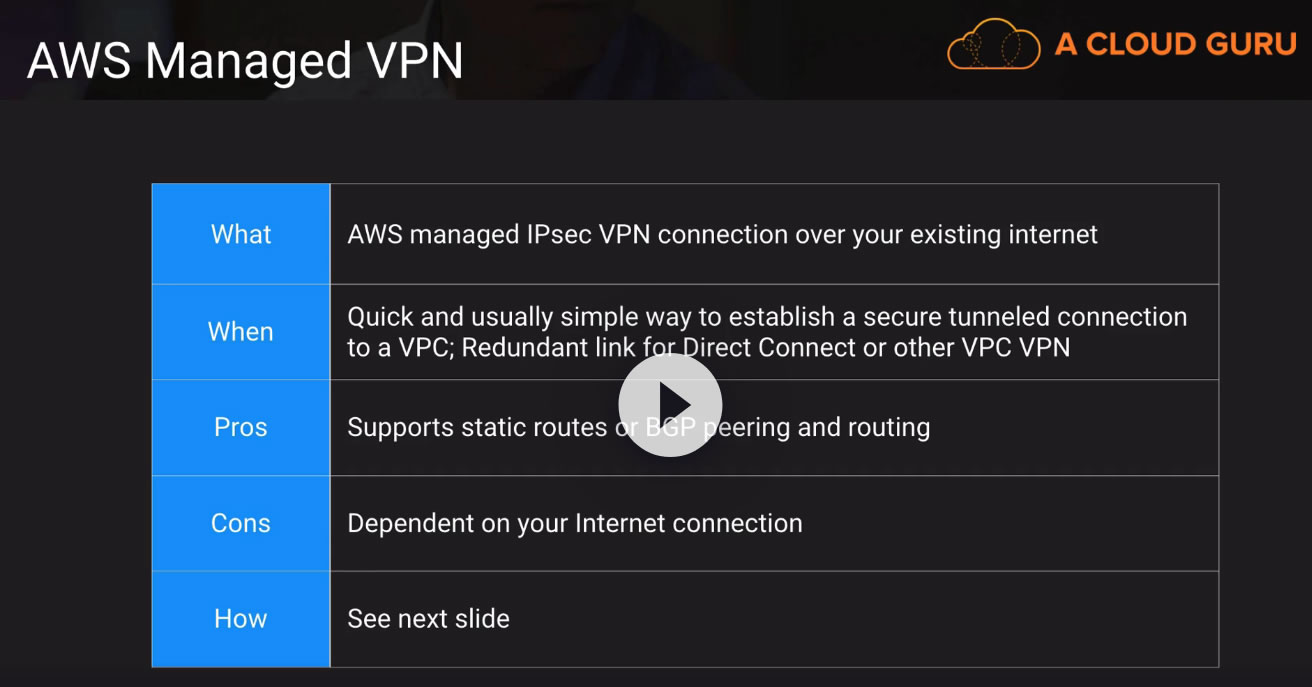 AWS Managed VPN
A CLOUD GURU
What
AWS managed IPsec VPN connection over your existing internet
When
Quick and usually simple way to establish a secure tunneled connection
to a VPC; Redundant link for Direct Connect or other VPC VPN
Pros
Supports static routes or BGP peering and routing
Cons
Dependent on your Internet connection
How
See next slide